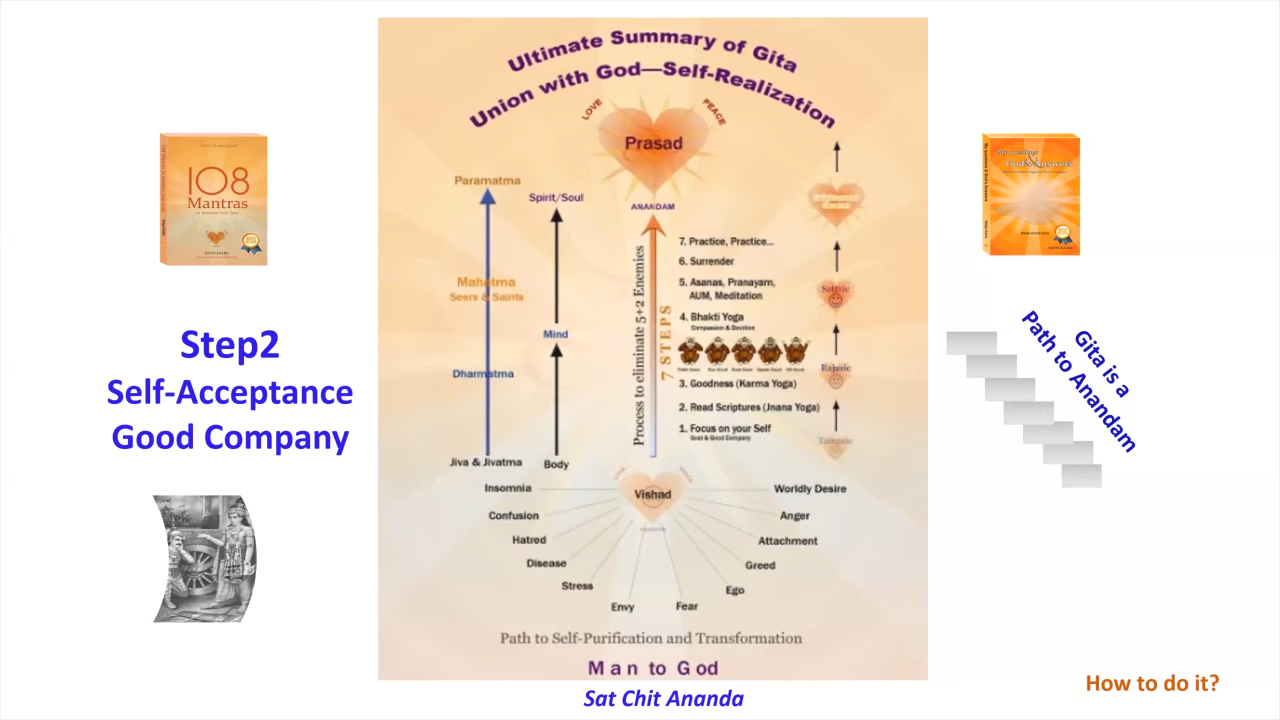 Ultimate Summary of Gita
Union with God—Self-Realization
LOVE
PEACE
Prasad
ANANDAM
Paramatma
Spirit/Soul
Mahatma
Seers & Saints
Mind
Dharmatma
Jiva & Jivatma
Body
Process to eliminate 5+2 Enemies
7 STEPS
7. Practice, Practice...
6. Surrender
5. Asanas, Pranayam,
AUM, Meditation
4. Bhakti Yoga
Compassion & Devotion
3. Goodness (Karma Yoga)
2. Read Scriptures (Jnana Yoga)
1. Focus on your Self
Goal & Good Company
Sattvic
Rajasic
Tamasic
Vishad
Insomnia
Confusion
Hatred
Disease
Stress
Envy
Fear
Ego
Greed
Attachment
Anger
Worldly Desire
Path to Self-Purification and Transformation
Man to God
Sat Chit Ananda
108
Mantras
Step2
Self-Acceptance
Good Company
God's Answers
Gita is a
Path to Anandam
How to do it?